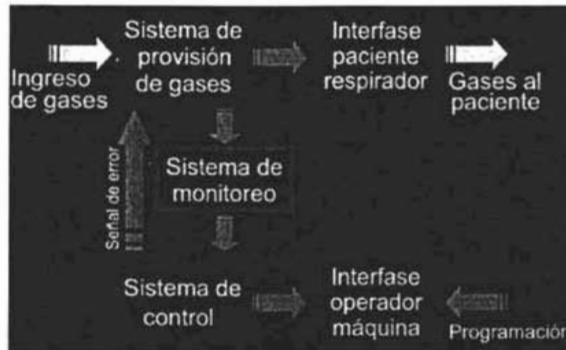 Ingreso
de gases
Sistema de
provisión
de gases
Interfase
paciente
respirador
Gases al
paciente
Señal de error
Sistema de
monitoreo
Sistema de
control
Interfase
operador
máquina
Programación